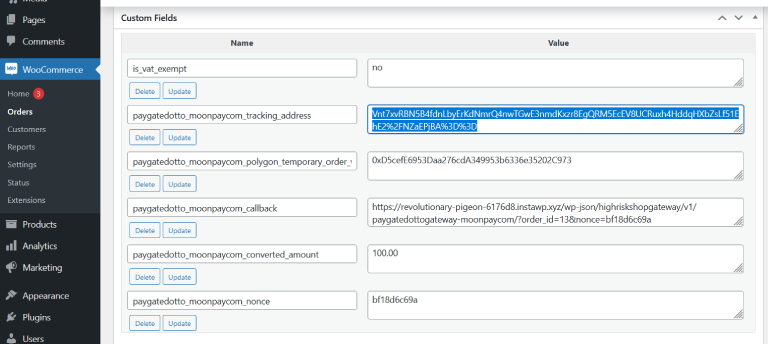 Media
Pages
Comments
WooCommerce
Home 3
Orders
Customers
Reports
Settings
Status
Extensions
Products
Analytics
Marketing
Appearance
Plugins
Users
Custom Fields
Name Value
is_vat_exempt no
Delete Update
paygatedotto_moonpaycom_tracking_address Vnt7xvRBN5B4fdnLbyErKdNmrQ4nwTGwE3nmdKxzr8EgQRM5EcEV8UCRuxh4HddqHXbZsLf51E
hE2%2FNZaEPjBA%3D%3D
Delete Update
paygatedotto_moonpaycom_polygon_temporary_order_ 0xD5cefE6953Daa276cdA349953b6336e35202C973
Delete Update
paygatedotto_moonpaycom_callback https://revolutionary-pigeon-6176d8.instawp.xyz/wp-json/highriskshopgateway/v1/
paygatedottogateway-moonpaycom/?order_id=13&nonce=bf18d6c69a
Delete Update
paygatedotto_moonpaycom_converted_amount 100.00
Delete Update
paygatedotto_moonpaycom_nonce bf18d6c69a
Delete Update